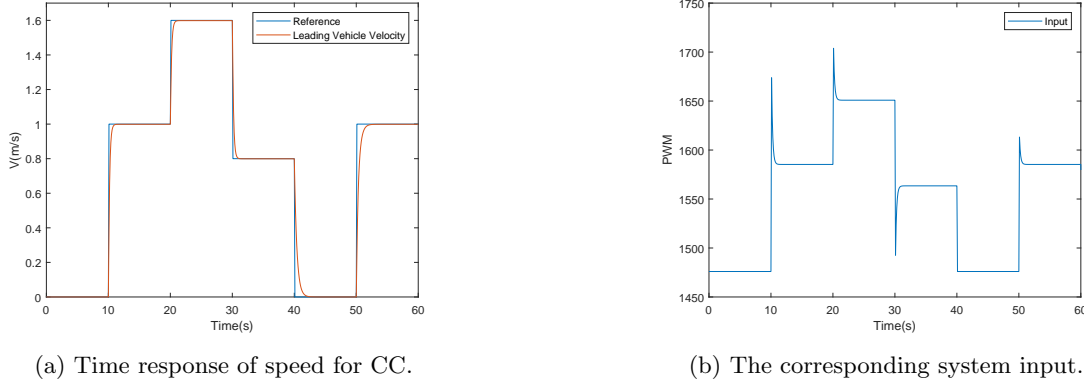 Reference
Leading Vehicle Velocity
1.6
1.4
1.2
1
0.8
0.6
0.4
0.2
0
V(m/s)
0 10 20 30 40 50 60
Time(s)
(a) Time response of speed for CC.
Input
1750
1700
1650
1600
1550
1500
1450
PWM
0 10 20 30 40 50 60
Time(s)
(b) The corresponding system input.